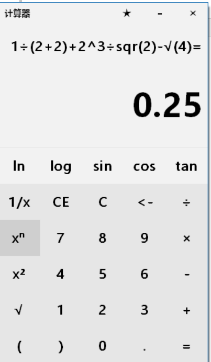 计算器 ★ - ×
1÷(2+2)+2^3÷sqr(2)-√(4)=
0.25
ln log sin cos tan
1/x CE C <- ÷
xⁿ 7 8 9 ×
x² 4 5 6 -
√ 1 2 3 +
( ) 0 . =